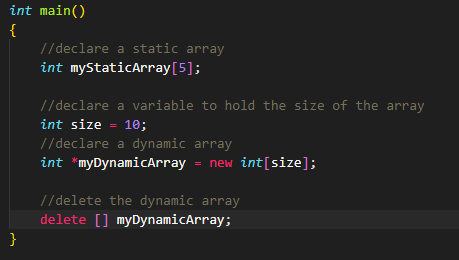 int main()
{
//declare a static array
int myStaticArray[5];
//declare a variable to hold the size of the array
int size = 10;
//declare a dynamic array
int *myDynamicArray = new int[size];
//delete the dynamic array
delete [] myDynamicArray;
}